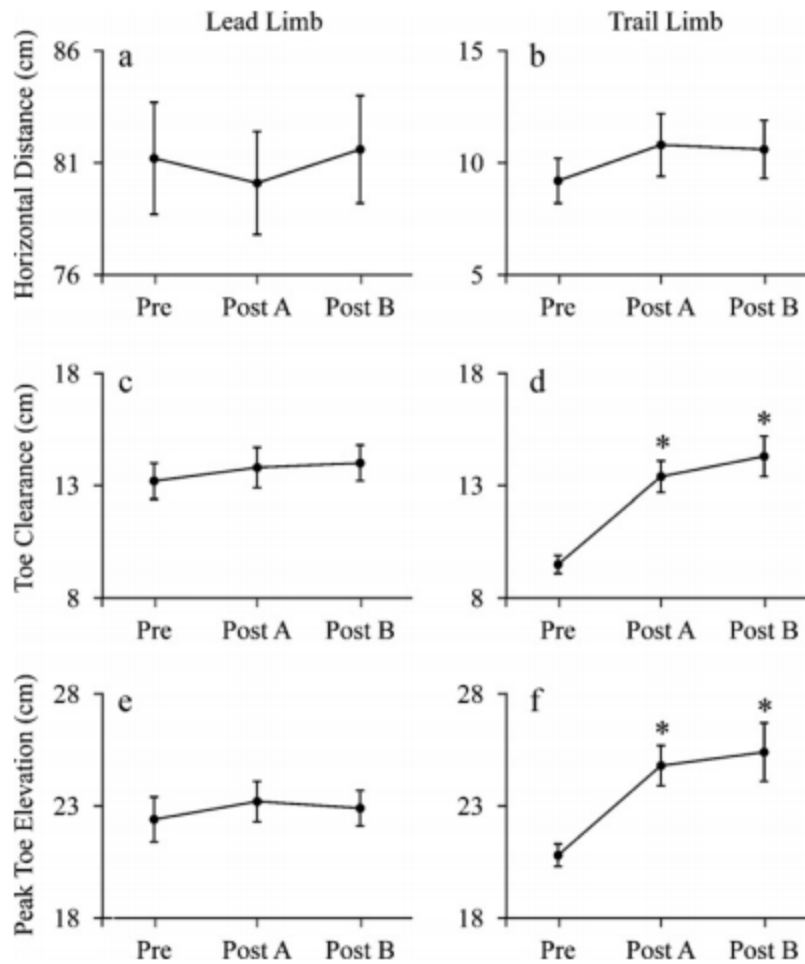 Lead Limb
Trail Limb
Horizontal Distance (cm)
86
81
76
a
Pre Post A Post B
15
10
5
b
Pre Post A Post B
Toe Clearance (cm)
18
13
8
c
Pre Post A Post B
18
13
8
d
*
*
Pre Post A Post B
Peak Toe Elevation (cm)
28
23
18
e
Pre Post A Post B
28
23
18
f
*
*
Pre Post A Post B